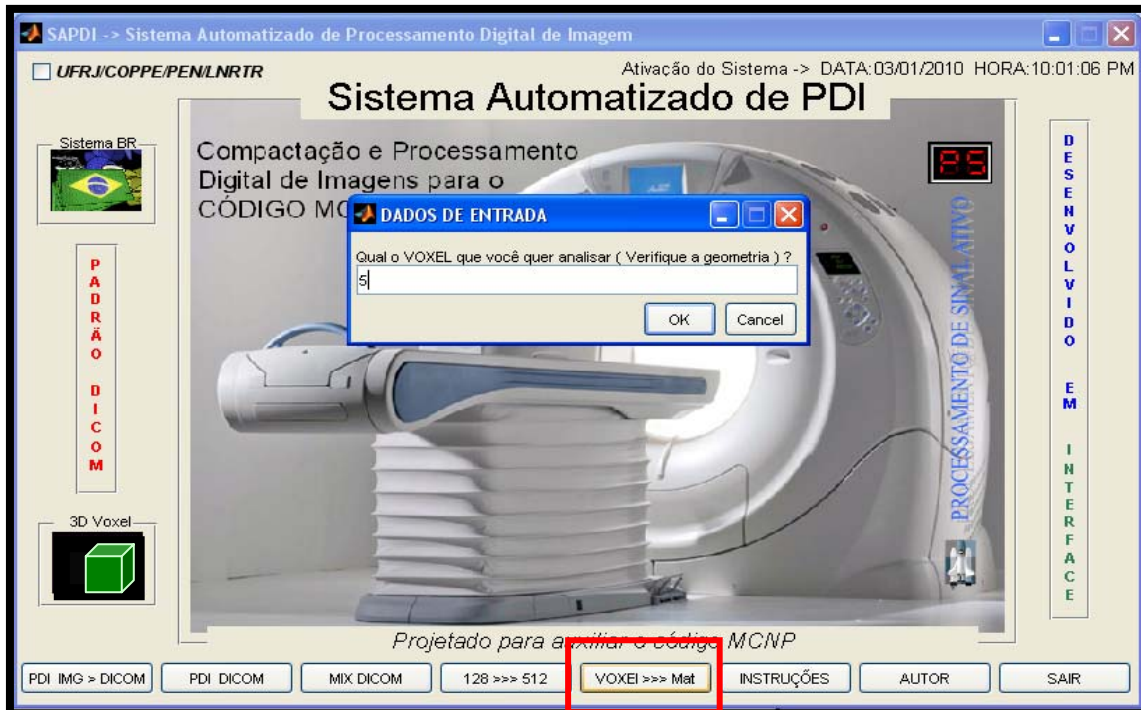 SAPDI -> Sistema Automatizado de Processamento Digital de Imagem
UFRJ/COPPE/PEN/LNRTR
Ativação do Sistema -> DATA:03/01/2010 HORA:10:01:06 PM
Sistema Automatizado de PDI
Sistema BR
Compactação e Processamento
Digital de Imagens para o
CÓDIGO MC
DADOS DE ENTRADA
Qual o VOXEL que você quer analisar ( Verifique a geometria ) ?
5
OK
Cancel
PADRÃO DICOM
3D Voxel
PROCESSAMENTO DE SINAL ATIVO
DESENVOLVIDO EM INTERFACE
Projetado para auxiliar o código MCNP
PDI IMG > DICOM
PDI DICOM
MIX DICOM
128 >>> 512
VOXEl >>> Mat
INSTRUÇÕES
AUTOR
SAIR